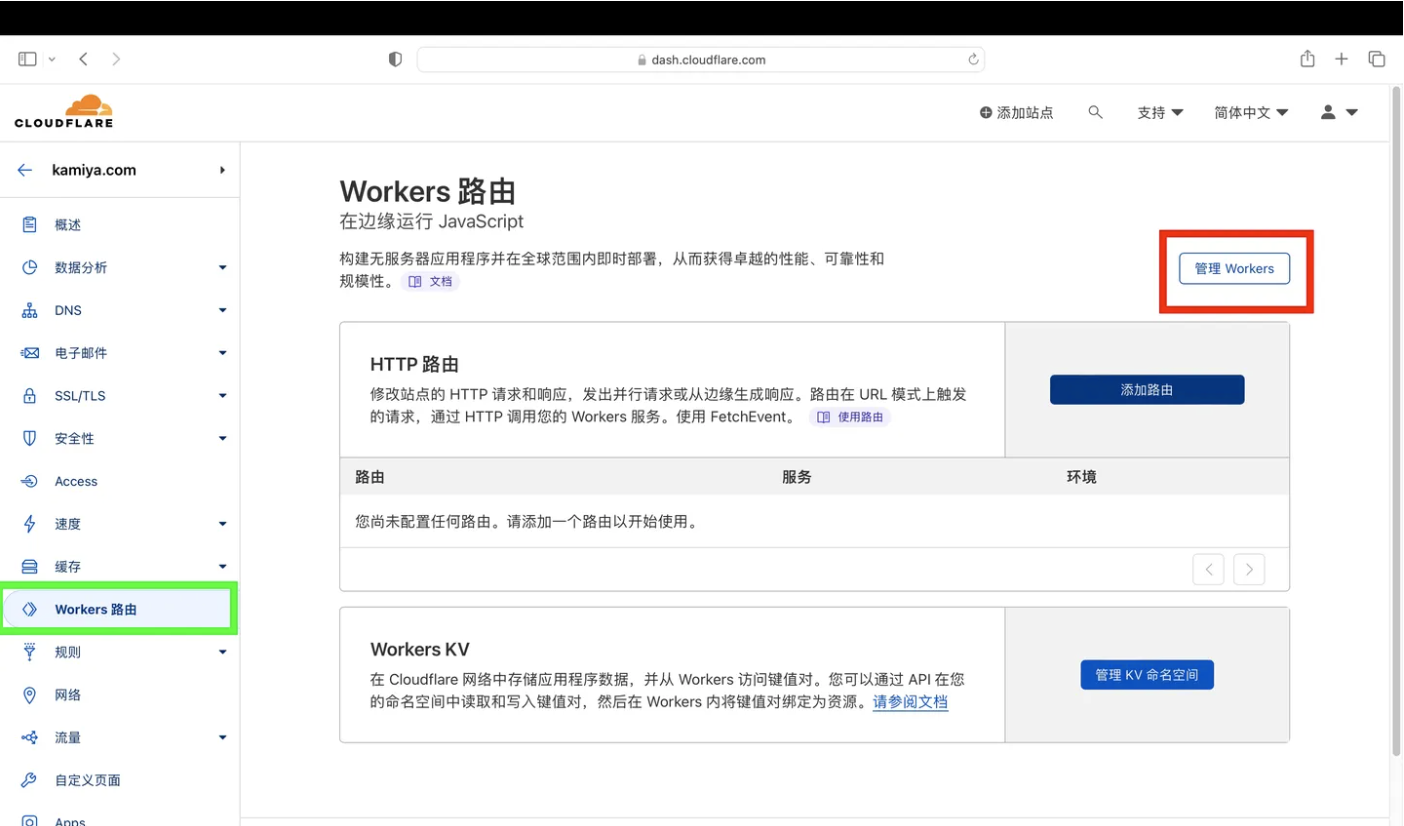 dash.cloudflare.com
CLOUDFLARE
添加站点
支持
简体中文
kamiya.com
概述
数据分析
DNS
电子邮件
SSL/TLS
安全性
Access
速度
缓存
Workers 路由
规则
网络
流量
自定义页面
Apps
Workers 路由
在边缘运行 JavaScript
构建无服务器应用程序并在全球范围内即时部署，从而获得卓越的性能、可靠性和
规模性。 文档
管理 Workers
HTTP 路由
修改站点的 HTTP 请求和响应，发出并行请求或从边缘生成响应。路由在 URL 模式上触发
的请求，通过 HTTP 调用您的 Workers 服务。使用 FetchEvent。 使用路由
添加路由
路由 服务 环境
您尚未配置任何路由。请添加一个路由以开始使用。
Workers KV
在 Cloudflare 网络中存储应用程序数据，并从 Workers 访问键值对。您可以通过 API 在您
的命名空间中读取和写入键值对，然后在 Workers 内将键值对绑定为资源。请参阅文档
管理 KV 命名空间